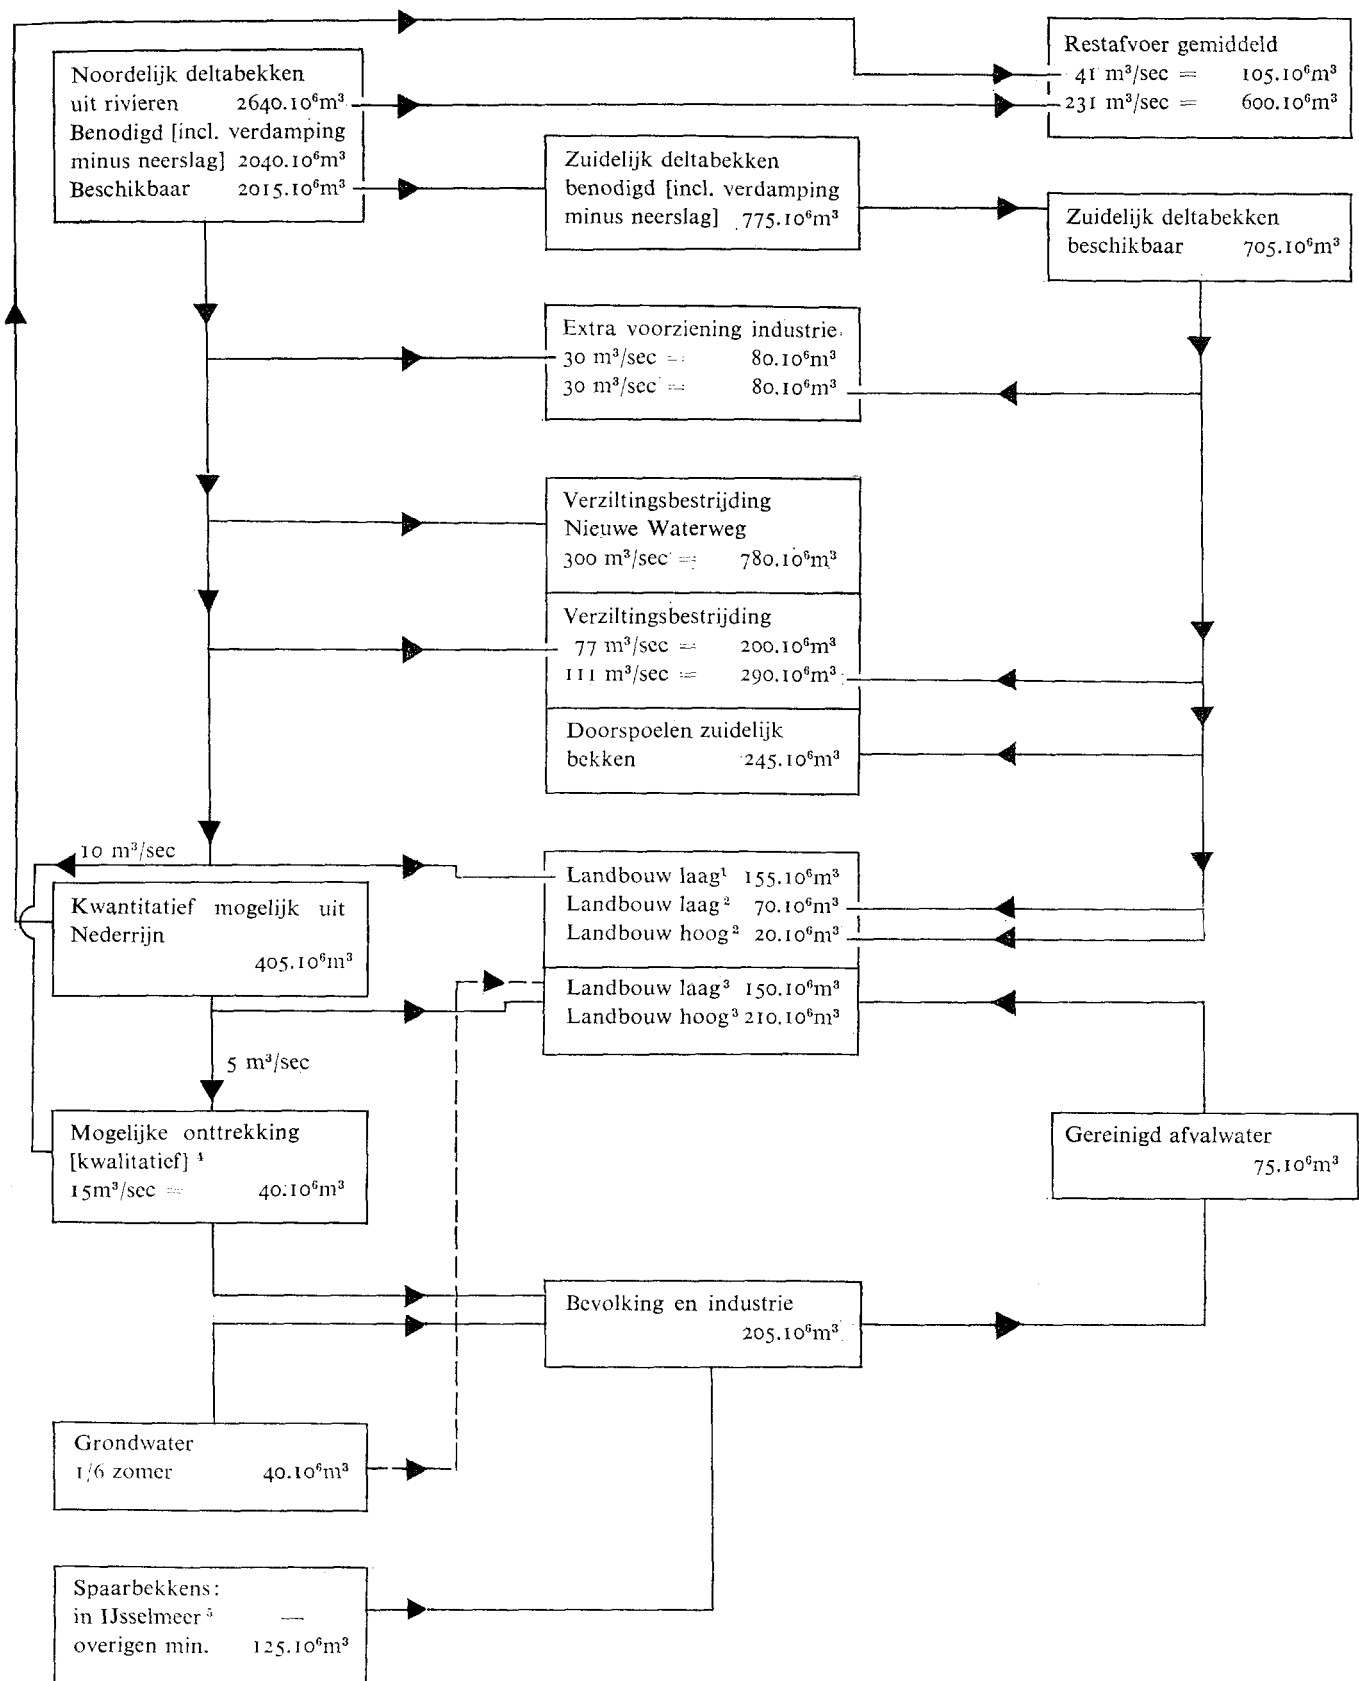 Restafvoer gemiddeld
41 m³/sec = 105.10⁶m³
231 m³/sec = 600.10⁶m³
Noordelijk deltabekken
uit rivieren 2640.10⁶m³
Benodigd [incl. verdamping
minus neerslag] 2040.10⁶m³
Beschikbaar 2015.10⁶m³
Zuidelijk deltabekken
benodigd [incl. verdamping
minus neerslag] 775.10⁶m³
Zuidelijk deltabekken
beschikbaar 705.10⁶m³
Extra voorziening industrie
30 m³/sec = 80.10⁶m³
30 m³/sec = 80.10⁶m³
Verziltingsbestrijding
Nieuwe Waterweg
300 m³/sec = 780.10⁶m³
Verziltingsbestrijding
77 m³/sec = 200.10⁶m³
111 m³/sec = 290.10⁶m³
Doorspoelen zuidelijk
bekken 245.10⁶m³
10 m³/sec
Kwantitatief mogelijk uit
Nederrijn
405.10⁶m³
Landbouw laag¹ 155.10⁶m³
Landbouw laag² 70.10⁶m³
Landbouw hoog² 20.10⁶m³
Landbouw laag³ 150.10⁶m³
Landbouw hoog³ 210.10⁶m³
5 m³/sec
Mogelijke onttrekking
[kwalitatief] ⁴
15m³/sec = 40.10⁶m³
Gereinigd afvalwater
75.10⁶m³
Bevolking en industrie
205.10⁶m³
Grondwater
1/6 zomer 40.10⁶m³
Spaarbekkens:
in IJsselmeer ⁵ —
overigen min. 125.10⁶m³